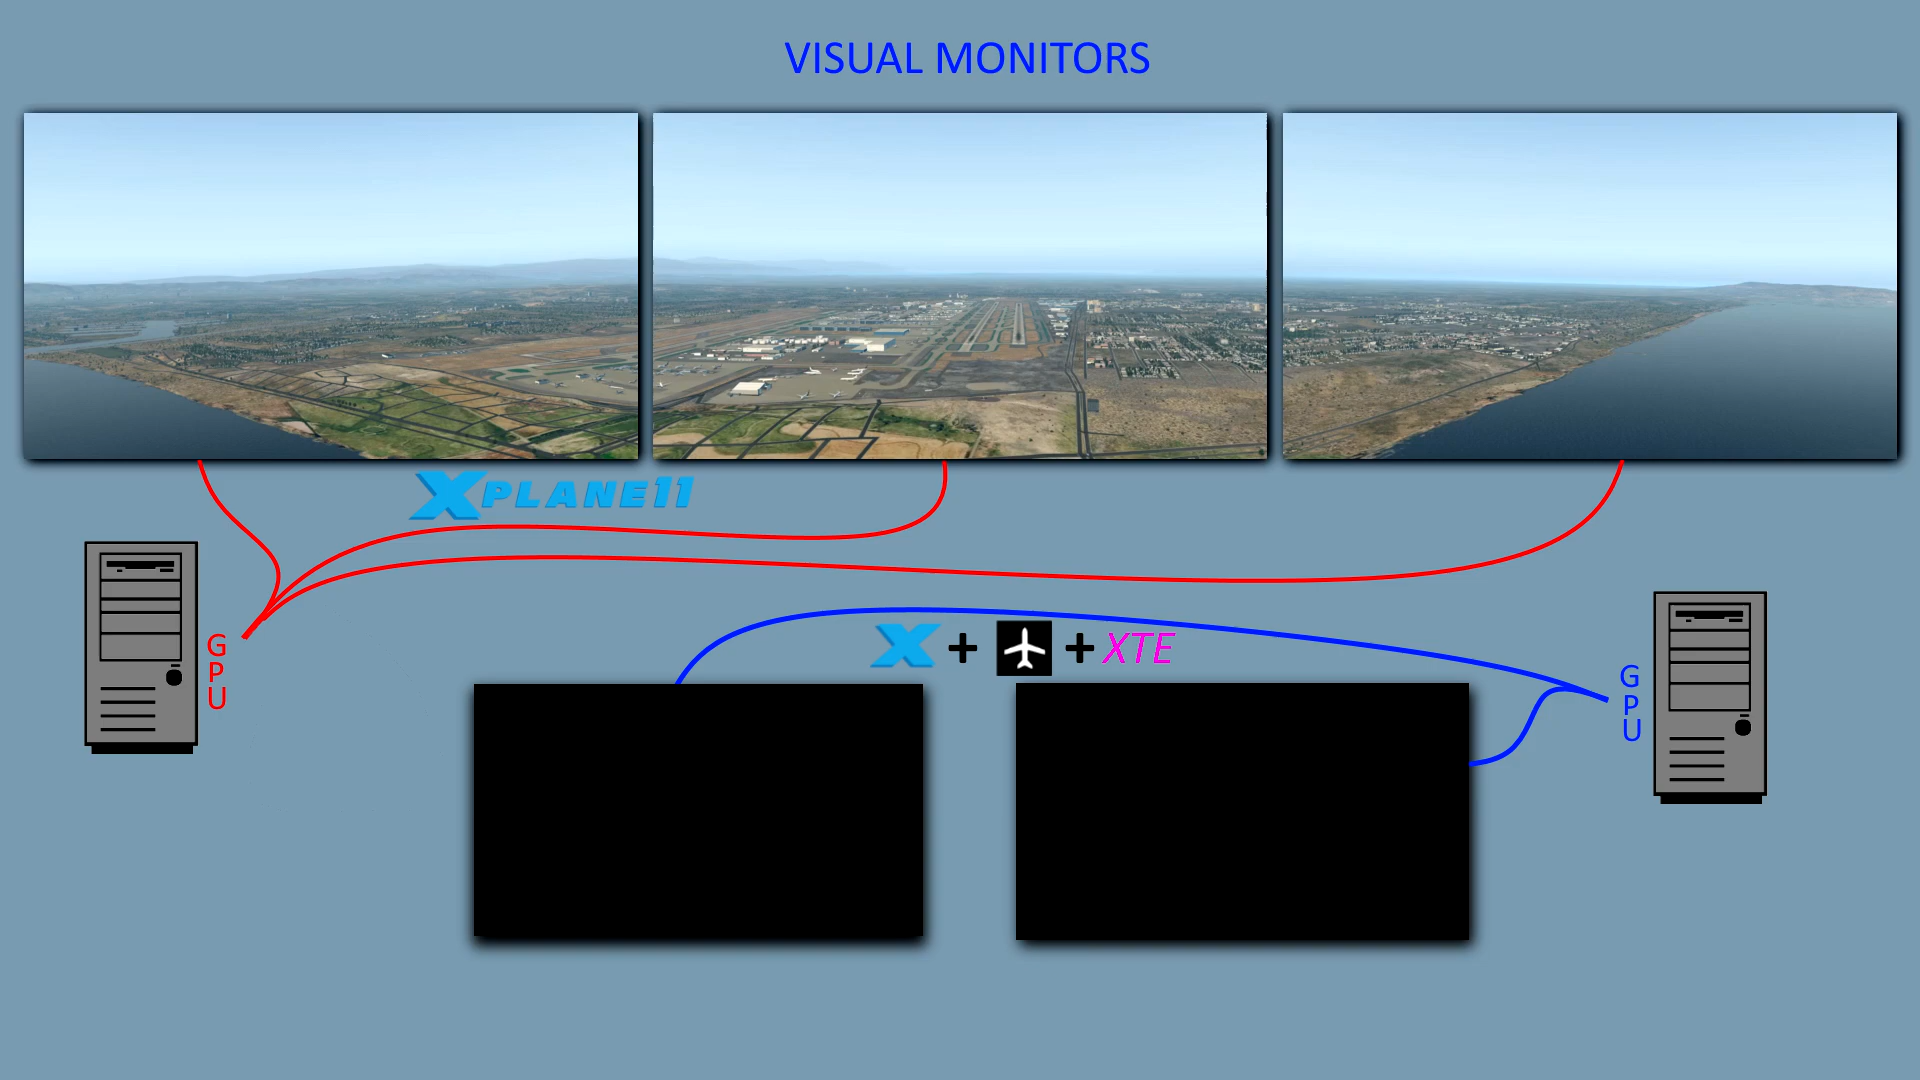 VISUAL MONITORS
XPLANE11
GPU
X + + XTE
GPU